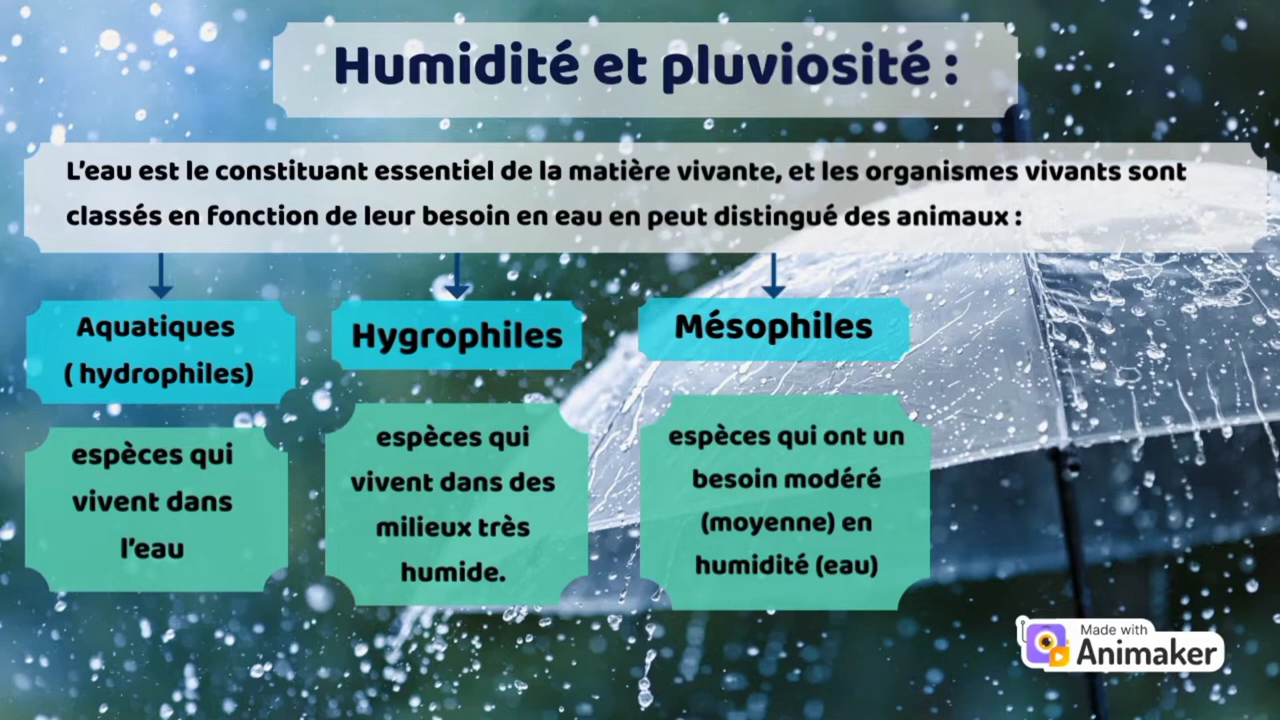 Humidité et pluviosité :
L'eau est le constituant essentiel de la matière vivante, et les organismes vivants sont
classés en fonction de leur besoin en eau en peut distingué des animaux :
Aquatiques
( hydrophiles)
espèces qui
vivent dans
l'eau
Hygrophiles
espèces qui
vivent dans des
milieux très
humide.
Mésophiles
espèces qui ont un
besoin modéré
(moyenne) en
humidité (eau)
Made with
Animaker